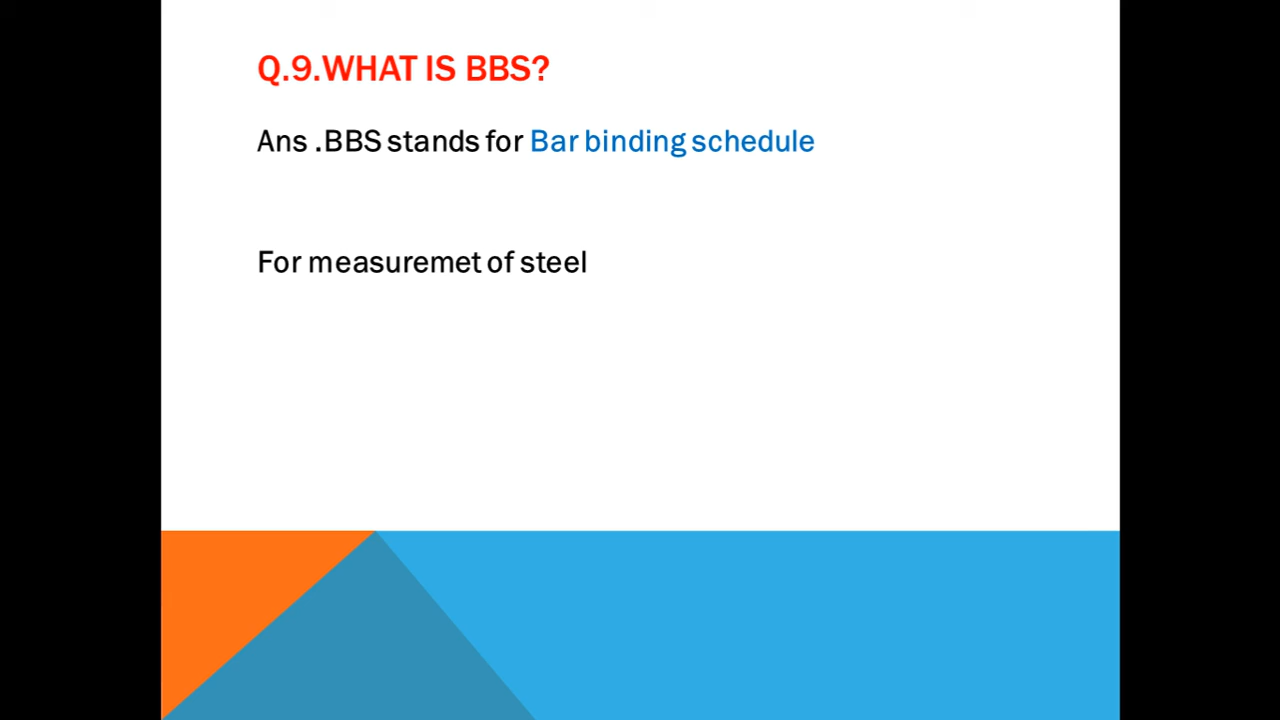 Q.9.WHAT IS BBS?
Ans .BBS stands for Bar binding schedule
For measuremet of steel